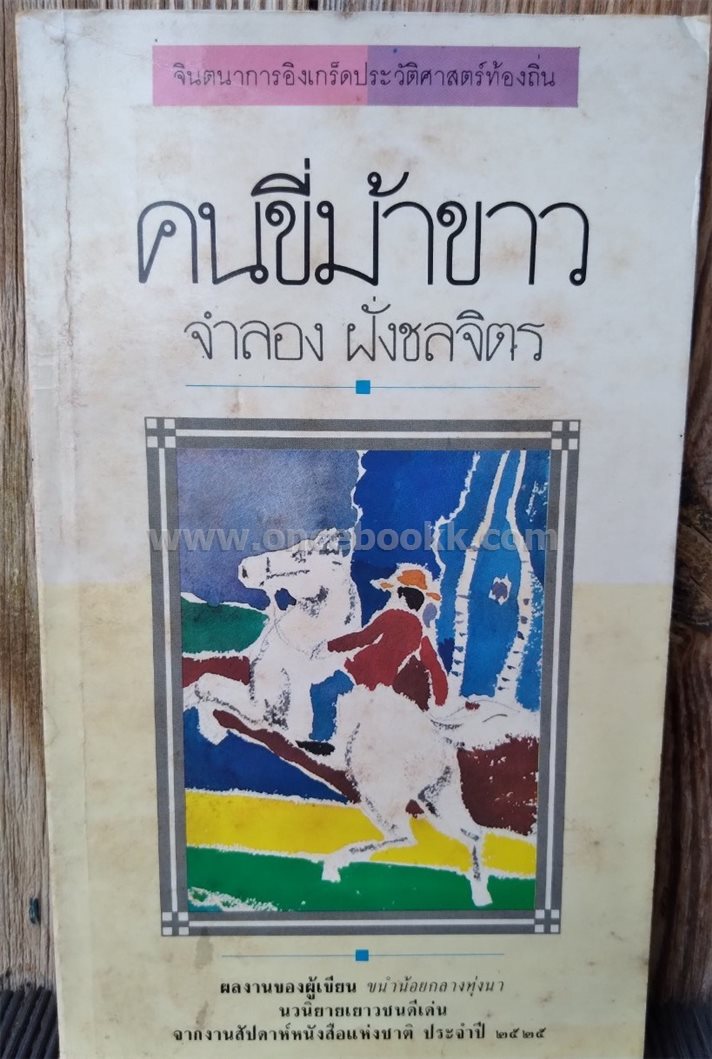 จินตนาการอิงเกร็ดประวัติศาสตร์ท้องถิ่น
คนขี่ม้าขาว
จำลอง ฝั่งชลจิตร
www.onceebookk.com
ผลงานของผู้เขียน ขนำน้อยกลางทุ่งนา
นวนิยายเยาวชนดีเด่น
จากงานสัปดาห์หนังสือแห่งชาติ ประจำปี ๒๕๒๕